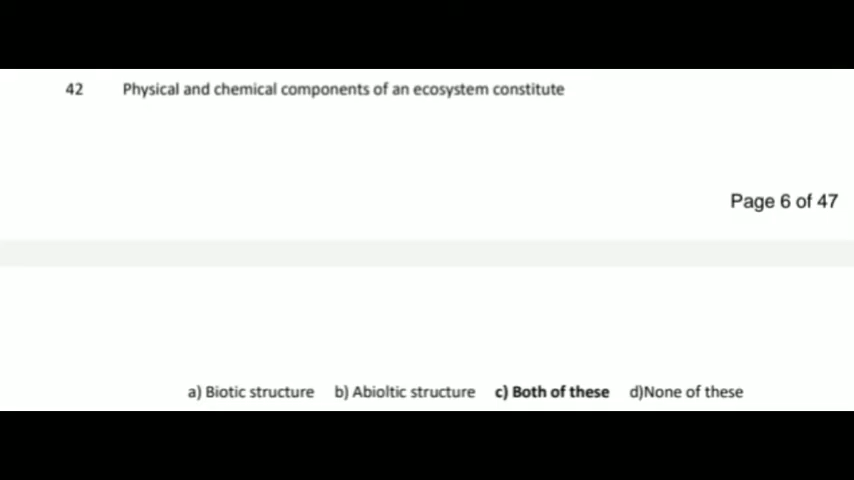 42 Physical and chemical components of an ecosystem constitute
Page 6 of 47
a) Biotic structure b) Abioltic structure c) Both of these d)None of these